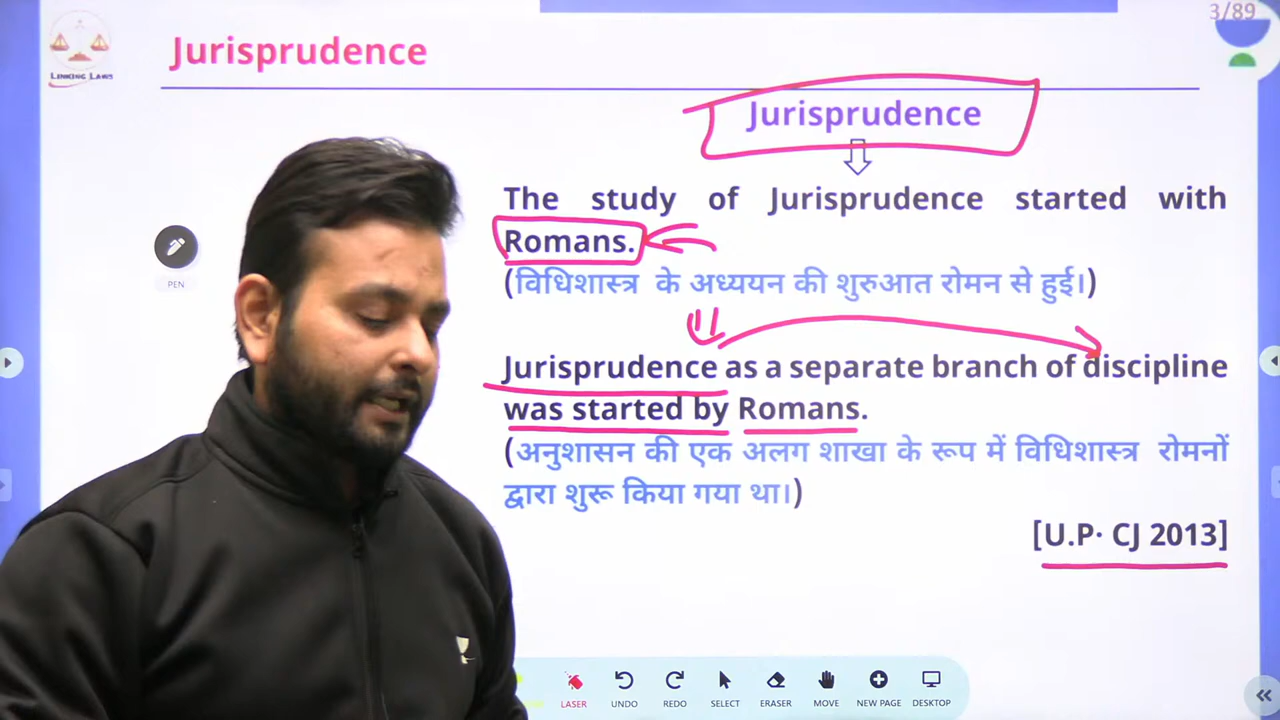 3/89
LINKING LAWS
Jurisprudence
Jurisprudence
The study of Jurisprudence started with
Romans.
(विधिशास्त्र के अध्ययन की शुरुआत रोमन से हुई।)
PEN
Jurisprudence as a separate branch of discipline
was started by Romans.
(अनुशासन की एक अलग शाखा के रूप में विधिशास्त्र रोमनों
द्वारा शुरू किया गया था।)
[U.P· CJ 2013]
LASER UNDO REDO SELECT ERASER MOVE NEW PAGE DESKTOP